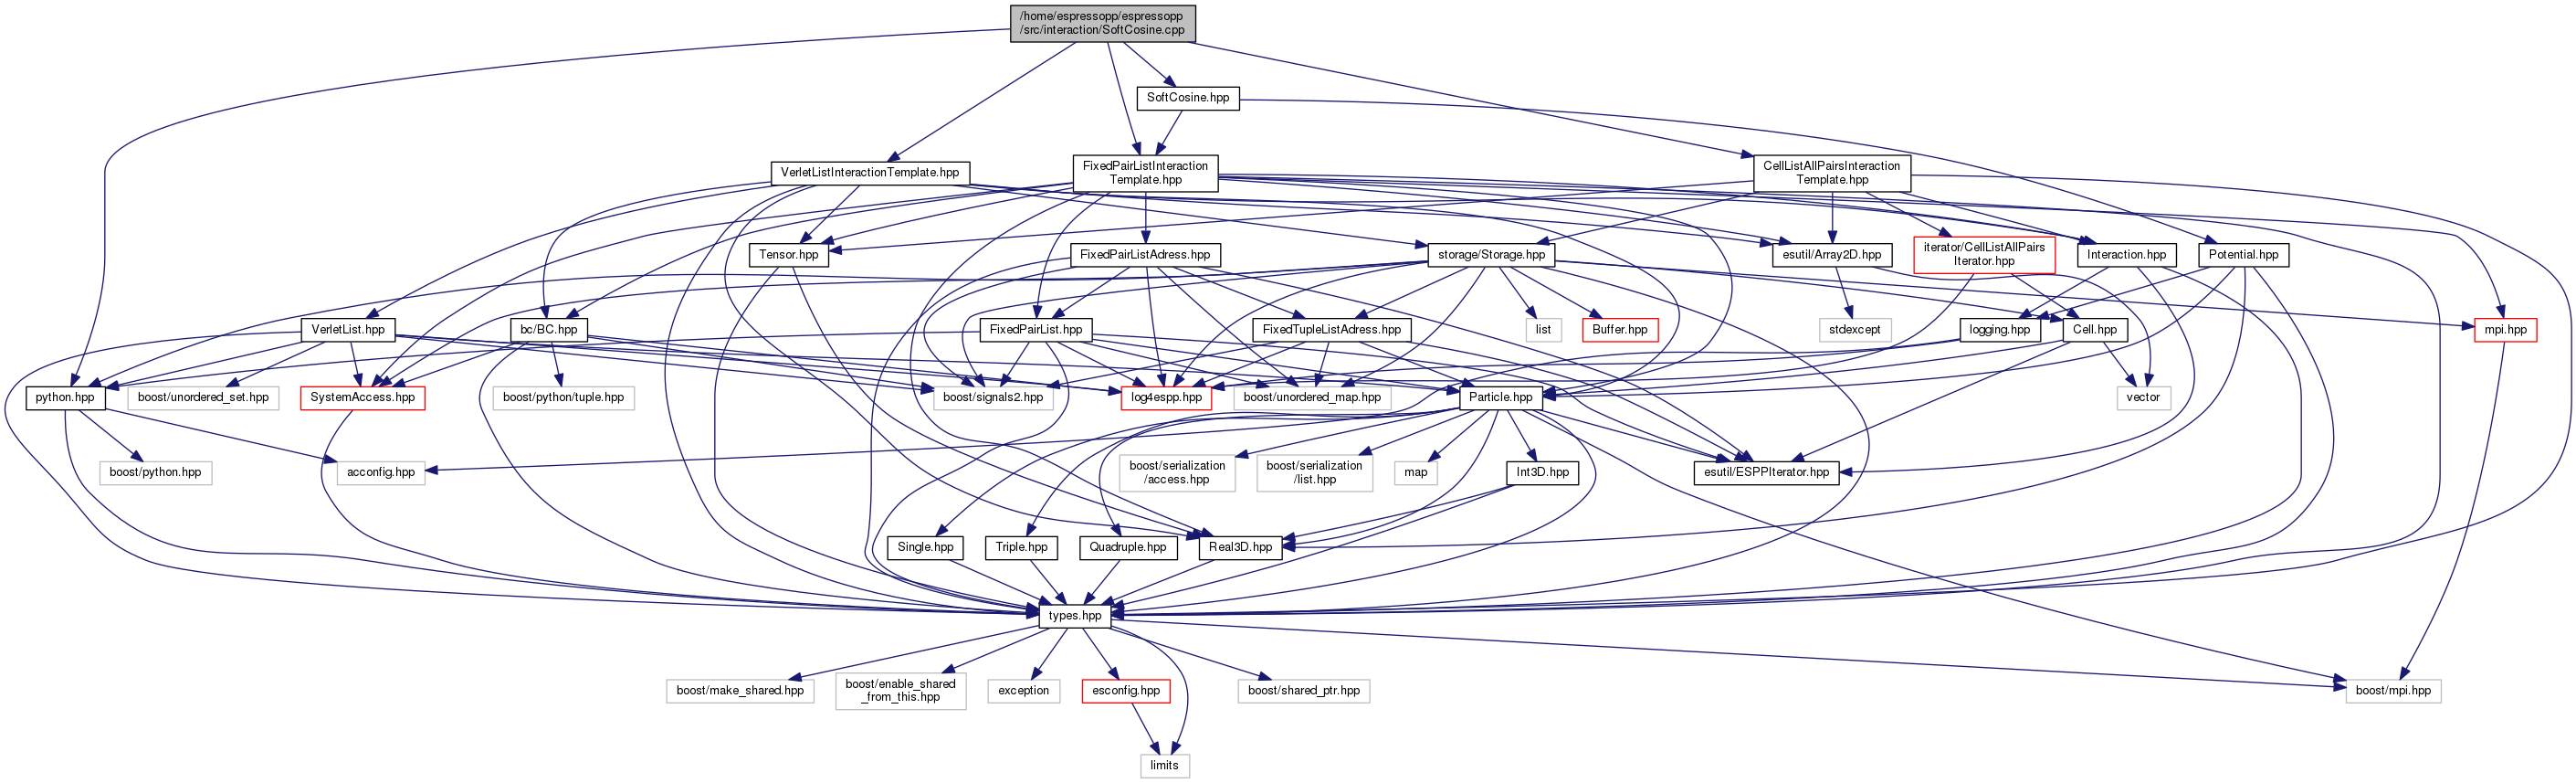 /home/espressopp/espressopp
/src/interaction/SoftCosine.cpp
SoftCosine.hpp
VerletListInteractionTemplate.hpp
FixedPairListInteraction
Template.hpp
CellListAllPairsInteraction
Template.hpp
Tensor.hpp
FixedPairListAdress.hpp
storage/Storage.hpp
esutil/Array2D.hpp
iterator/CellListAllPairs
Iterator.hpp
Interaction.hpp
Potential.hpp
VerletList.hpp
bc/BC.hpp
FixedPairList.hpp
FixedTupleListAdress.hpp
list
Buffer.hpp
stdexcept
logging.hpp
Cell.hpp
mpi.hpp
python.hpp
boost/unordered_set.hpp
SystemAccess.hpp
boost/python/tuple.hpp
boost/signals2.hpp
log4espp.hpp
boost/unordered_map.hpp
Particle.hpp
vector
boost/python.hpp
acconfig.hpp
boost/serialization
/access.hpp
boost/serialization
/list.hpp
map
Int3D.hpp
esutil/ESPPIterator.hpp
Single.hpp
Triple.hpp
Quadruple.hpp
Real3D.hpp
types.hpp
boost/make_shared.hpp
boost/enable_shared
_from_this.hpp
exception
esconfig.hpp
boost/shared_ptr.hpp
boost/mpi.hpp
limits